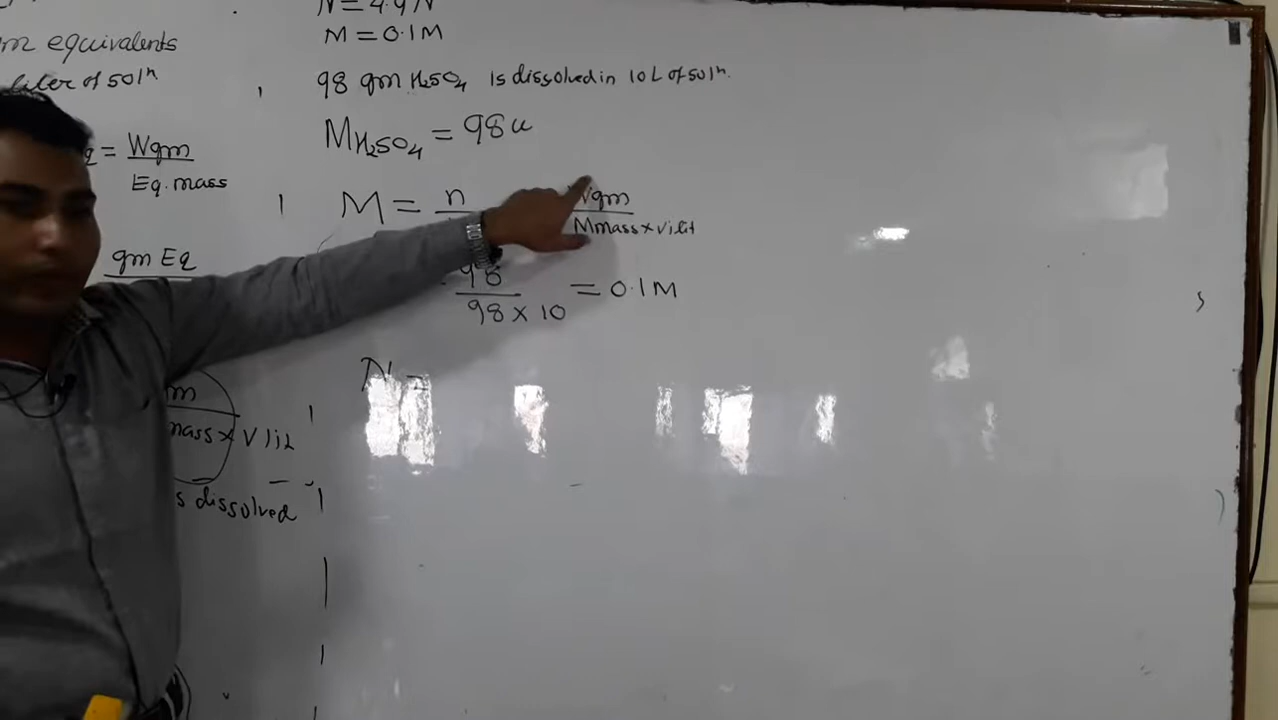 m equivalents
liter of solⁿ
= Wgm
Eq. mass
gm Eq
m
mass x V lit
s dissolved
N = 4.9N
M = 0.1M
98 gm H₂SO₄ is dissolved in 10 L of solⁿ.
MH₂SO₄ = 98u
M = n
Wgm
Mmass x V lit
98
98 x 10
= 0.1M
N =